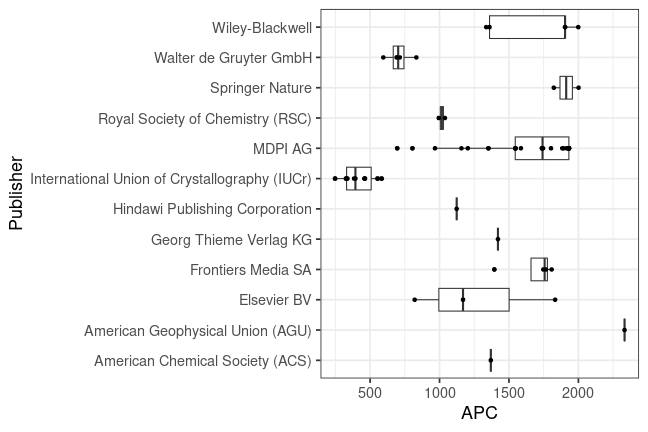 Wiley-Blackwell
Walter de Gruyter GmbH
Springer Nature
Royal Society of Chemistry (RSC)
MDPI AG
International Union of Crystallography (IUCr)
Hindawi Publishing Corporation
Georg Thieme Verlag KG
Frontiers Media SA
Elsevier BV
American Geophysical Union (AGU)
American Chemical Society (ACS)
Publisher
500 1000 1500 2000
APC